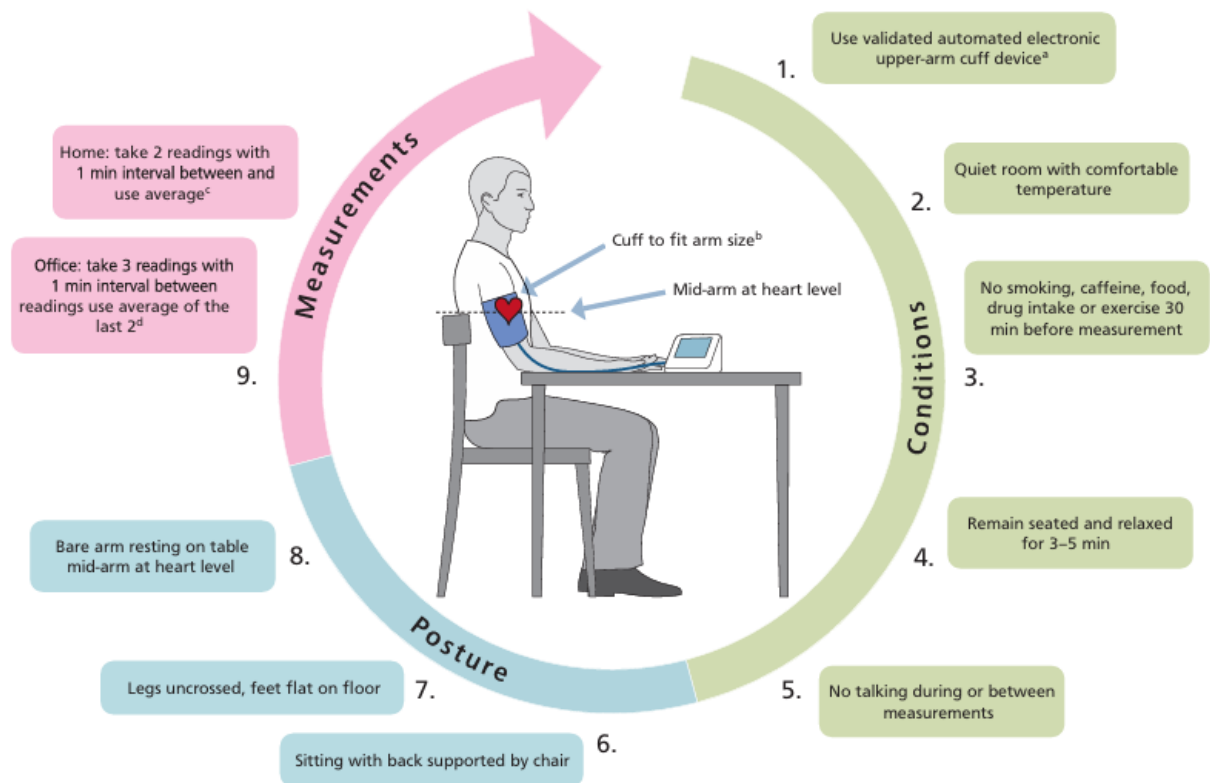 1.
Use validated automated electronic
upper-arm cuff deviceᵃ
2.
Quiet room with comfortable
temperature
3.
No smoking, caffeine, food,
drug intake or exercise 30
min before measurement
4.
Remain seated and relaxed
for 3–5 min
5.
No talking during or between
measurements
Conditions
6.
Sitting with back supported by chair
7.
Legs uncrossed, feet flat on floor
8.
Bare arm resting on table
mid-arm at heart level
Posture
9.
Office: take 3 readings with
1 min interval between
readings use average of the
last 2ᵈ
Home: take 2 readings with
1 min interval between and
use averageᶜ
Measurements
Cuff to fit arm sizeᵇ
Mid-arm at heart level